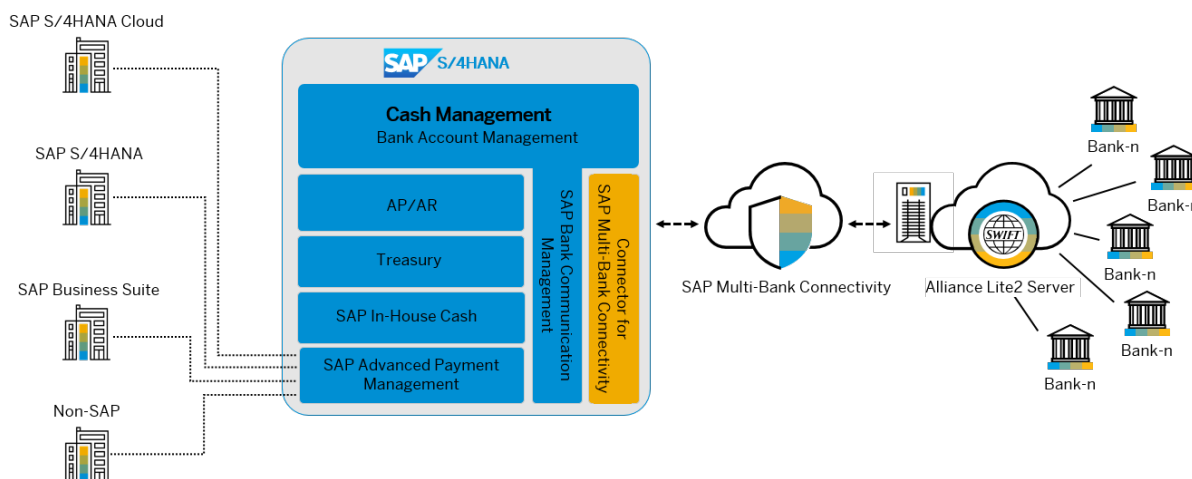 SAP S/4HANA Cloud
SAP S/4HANA
SAP Business Suite
Non-SAP
SAP S/4HANA
Cash Management
Bank Account Management
AP/AR
Treasury
SAP In-House Cash
SAP Advanced Payment
Management
SAP Bank Communication
Management
Connector for
SAP Multi-Bank Connectivity
SAP Multi-Bank Connectivity
SWIFT
Alliance Lite2 Server
Bank-n
Bank-n
Bank-n
Bank-n
Bank-n